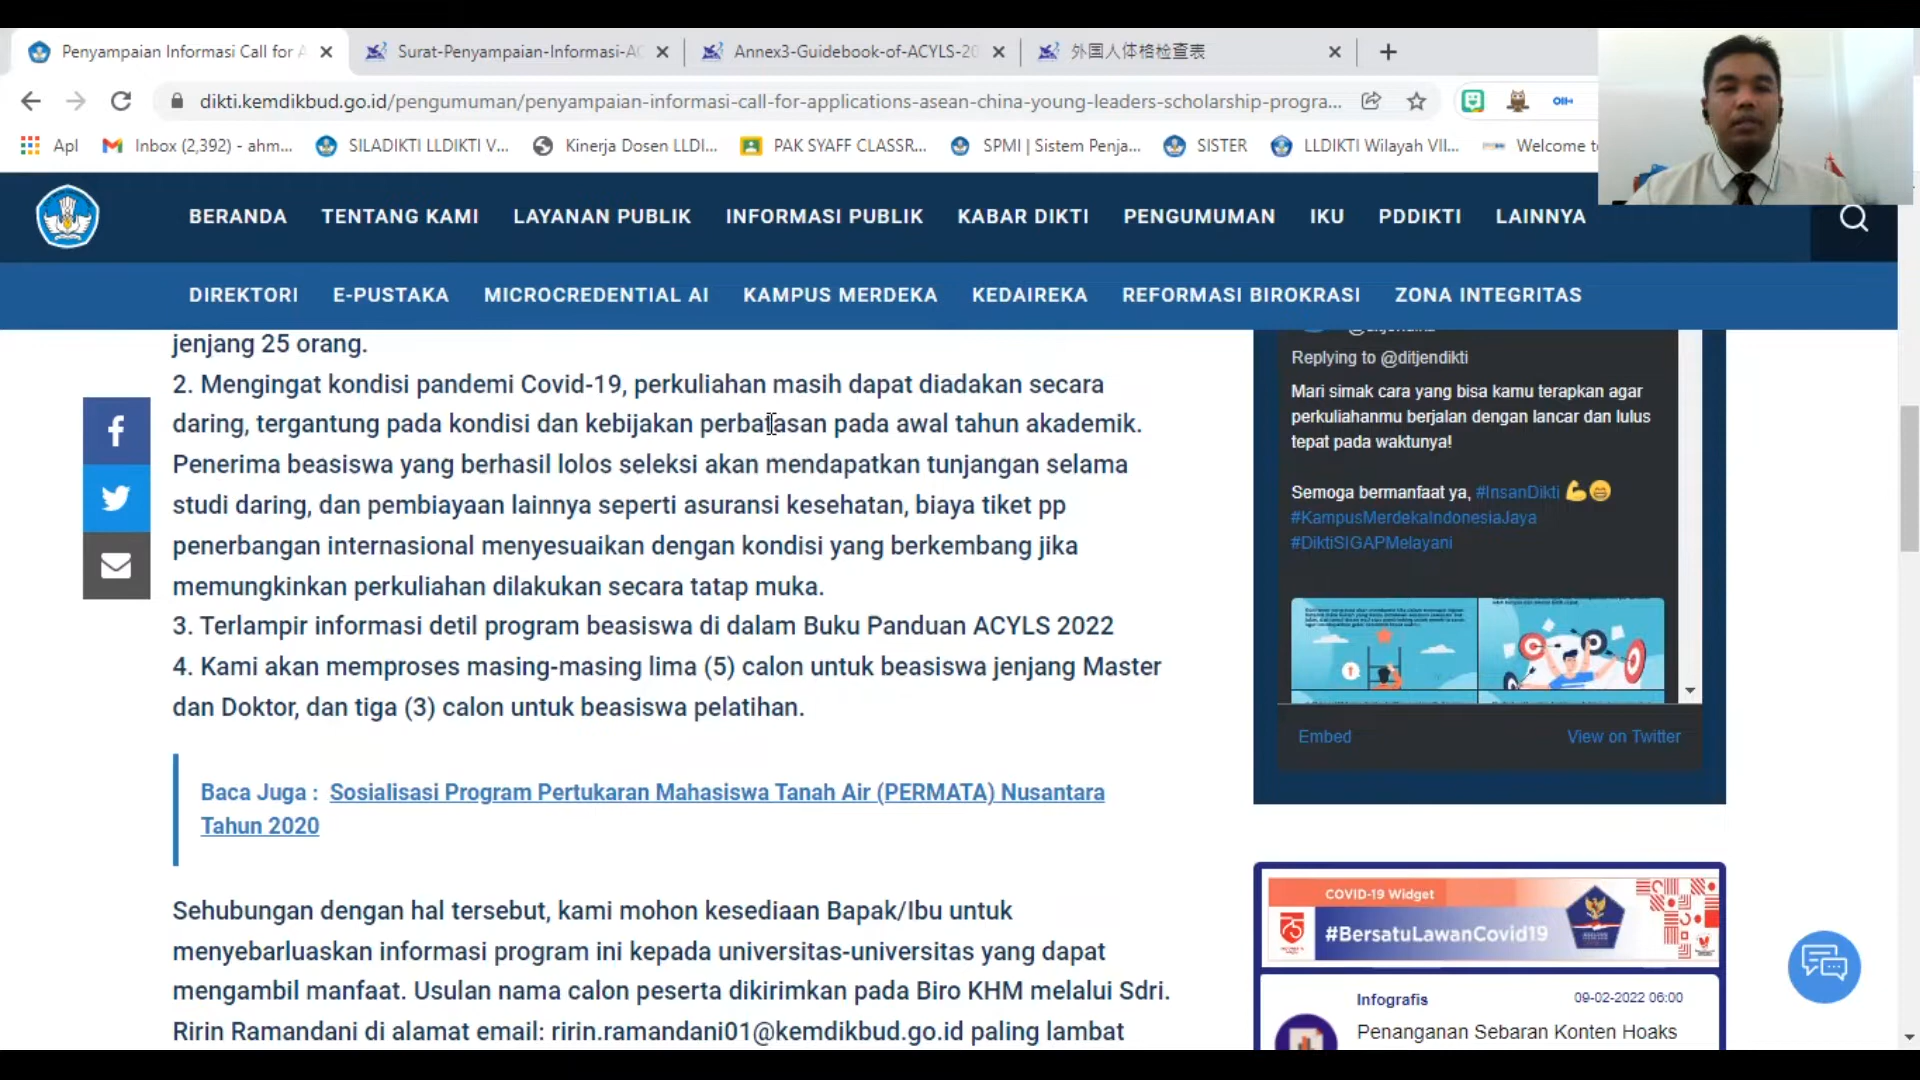 Penyampaian Informasi Call for A
Surat-Penyampaian-Informasi-AC
Annex3-Guidebook-of-ACYLS-20
外国人体格检查表
dikti.kemdikbud.go.id/pengumuman/penyampaian-informasi-call-for-applications-asean-china-young-leaders-scholarship-progra...
Apl
Inbox (2,392) - ahm...
SILADIKTI LLDIKTI V...
Kinerja Dosen LLDI...
PAK SYAFF CLASSR...
SPMI | Sistem Penja...
SISTER
LLDIKTI Wilayah VII...
Welcome to
BERANDA TENTANG KAMI LAYANAN PUBLIK INFORMASI PUBLIK KABAR DIKTI PENGUMUMAN IKU PDDIKTI LAINNYA
DIREKTORI E-PUSTAKA MICROCREDENTIAL AI KAMPUS MERDEKA KEDAIREKA REFORMASI BIROKRASI ZONA INTEGRITAS
jenjang 25 orang.
2. Mengingat kondisi pandemi Covid-19, perkuliahan masih dapat diadakan secara
daring, tergantung pada kondisi dan kebijakan perbatasan pada awal tahun akademik.
Penerima beasiswa yang berhasil lolos seleksi akan mendapatkan tunjangan selama
studi daring, dan pembiayaan lainnya seperti asuransi kesehatan, biaya tiket pp
penerbangan internasional menyesuaikan dengan kondisi yang berkembang jika
memungkinkan perkuliahan dilakukan secara tatap muka.
3. Terlampir informasi detil program beasiswa di dalam Buku Panduan ACYLS 2022
4. Kami akan memproses masing-masing lima (5) calon untuk beasiswa jenjang Master
dan Doktor, dan tiga (3) calon untuk beasiswa pelatihan.
Baca Juga : Sosialisasi Program Pertukaran Mahasiswa Tanah Air (PERMATA) Nusantara
Tahun 2020
Sehubungan dengan hal tersebut, kami mohon kesediaan Bapak/Ibu untuk
menyebarluaskan informasi program ini kepada universitas-universitas yang dapat
mengambil manfaat. Usulan nama calon peserta dikirimkan pada Biro KHM melalui Sdri.
Ririn Ramandani di alamat email: ririn.ramandani01@kemdikbud.go.id paling lambat
Replying to @ditjendikti
Mari simak cara yang bisa kamu terapkan agar
perkuliahanmu berjalan dengan lancar dan lulus
tepat pada waktunya!
Semoga bermanfaat ya, #InsanDikti 💪😁
#KampusMerdekaIndonesiaJaya
#DiktiSIGAPMelayani
Embed
View on Twitter
COVID-19 Widget
#BersatuLawanCovid19
Infografis
09-02-2022 06:00
Penanganan Sebaran Konten Hoaks